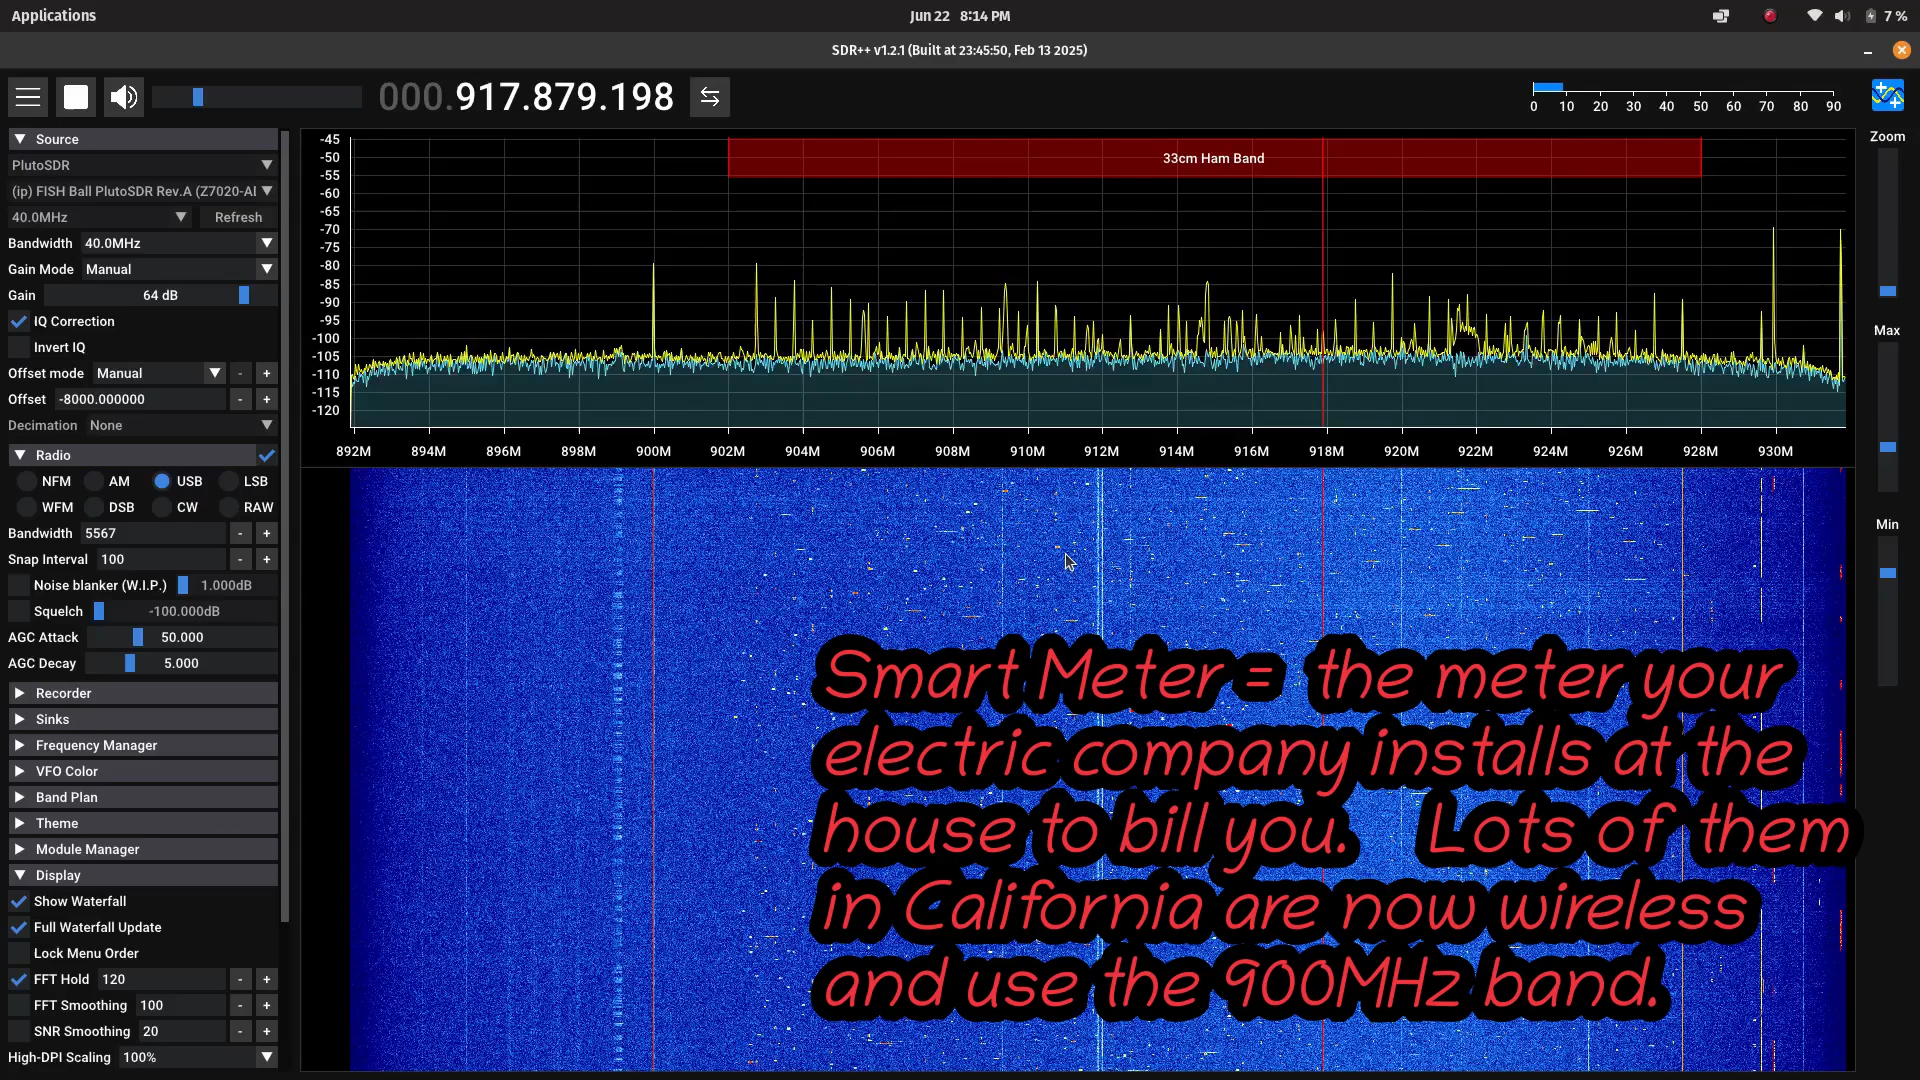 Applications
Jun 22 8:14 PM
7 %
SDR++ v1.2.1 (Built at 23:45:50, Feb 13 2025)
000.917.879.198
0 10 20 30 40 50 60 70 80 90
Source
PlutoSDR
(ip) FISH Ball PlutoSDR Rev.A (Z7020-AI
40.0MHz Refresh
Bandwidth 40.0MHz
Gain Mode Manual
Gain 64 dB
IQ Correction
Invert IQ
Offset mode Manual - +
Offset -8000.000000 - +
Decimation None
Radio
NFM AM USB LSB
WFM DSB CW RAW
Bandwidth 5567 - +
Snap Interval 100 - +
Noise blanker (W.I.P.) 1.000dB
Squelch -100.000dB
AGC Attack 50.000
AGC Decay 5.000
Recorder
Sinks
Frequency Manager
VFO Color
Band Plan
Theme
Module Manager
Display
Show Waterfall
Full Waterfall Update
Lock Menu Order
FFT Hold 120 - +
FFT Smoothing 100 - +
SNR Smoothing 20 - +
High-DPI Scaling 100%
33cm Ham Band
-45
-50
-55
-60
-65
-70
-75
-80
-85
-90
-95
-100
-105
-110
-115
-120
892M 894M 896M 898M 900M 902M 904M 906M 908M 910M 912M 914M 916M 918M 920M 922M 924M 926M 928M 930M
Smart Meter = the meter your
electric company installs at the
house to bill you. Lots of them
in California are now wireless
and use the 900MHz band.
Zoom
Max
Min